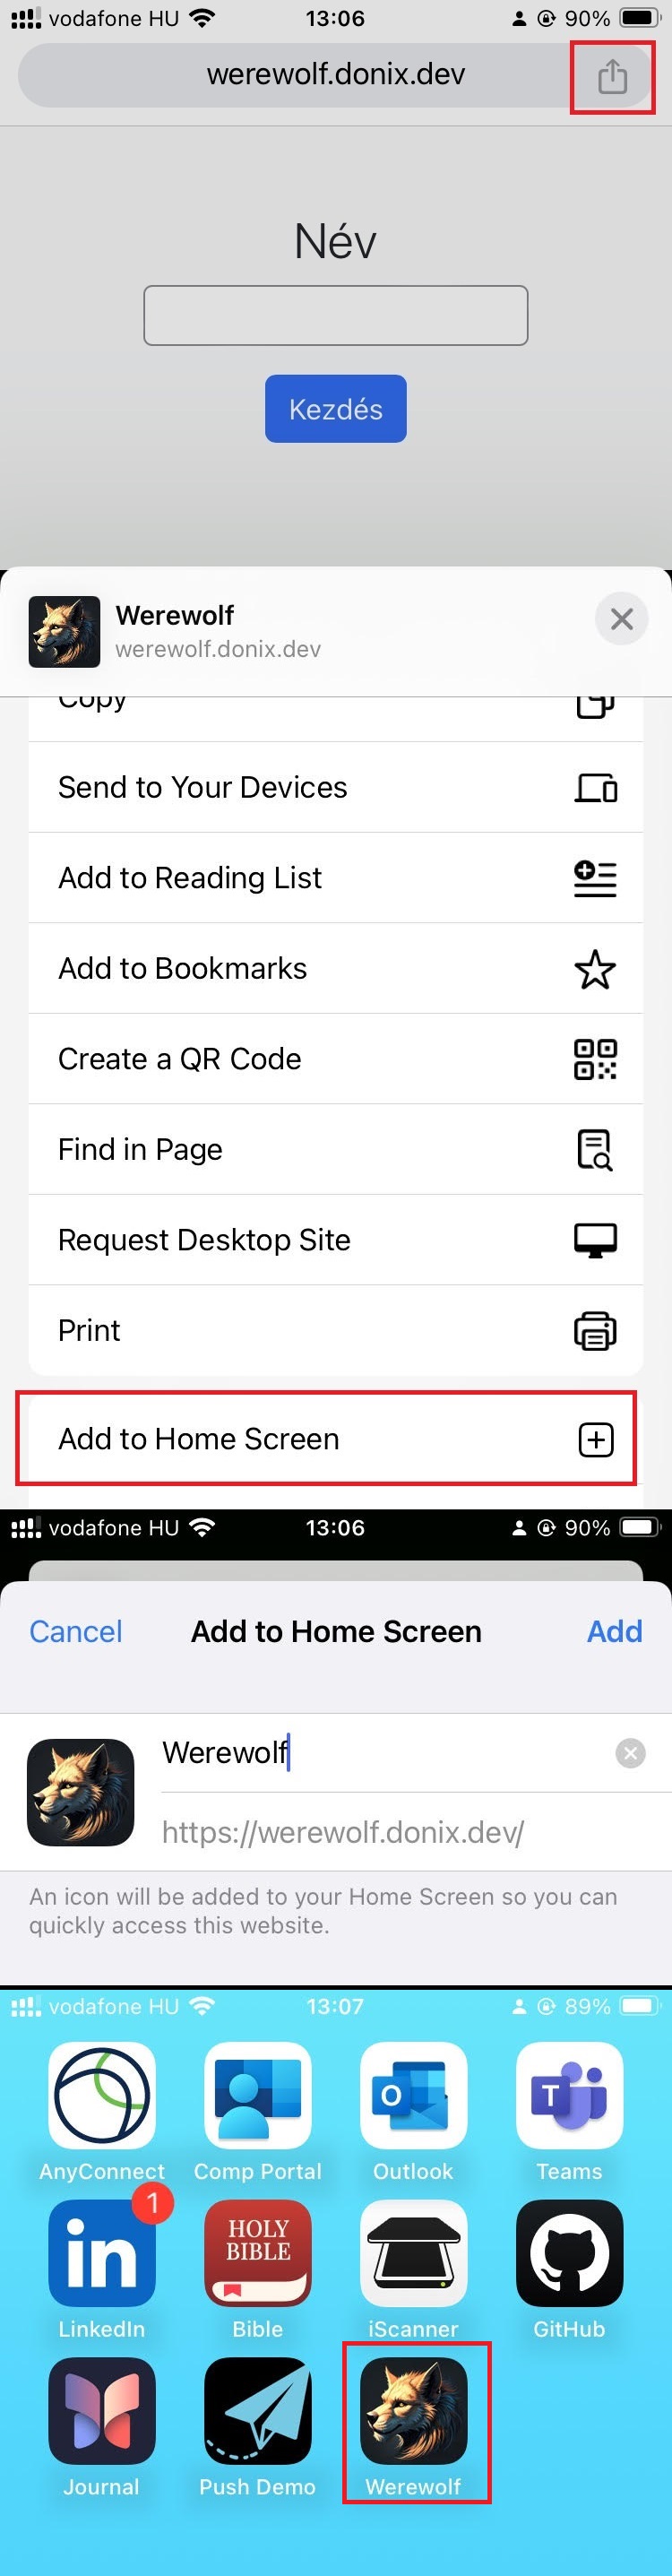 vodafone HU 13:06 90%
werewolf.donix.dev
Név
Kezdés
Werewolf
werewolf.donix.dev
Copy
Send to Your Devices
Add to Reading List
Add to Bookmarks
Create a QR Code
Find in Page
Request Desktop Site
Print
Add to Home Screen
vodafone HU 13:06 90%
Cancel Add to Home Screen Add
Werewolf
https://werewolf.donix.dev/
An icon will be added to your Home Screen so you can
quickly access this website.
vodafone HU 13:07 89%
O T
AnyConnect Comp Portal Outlook Teams
1
in HOLY
BIBLE
LinkedIn Bible iScanner GitHub
Journal Push Demo Werewolf